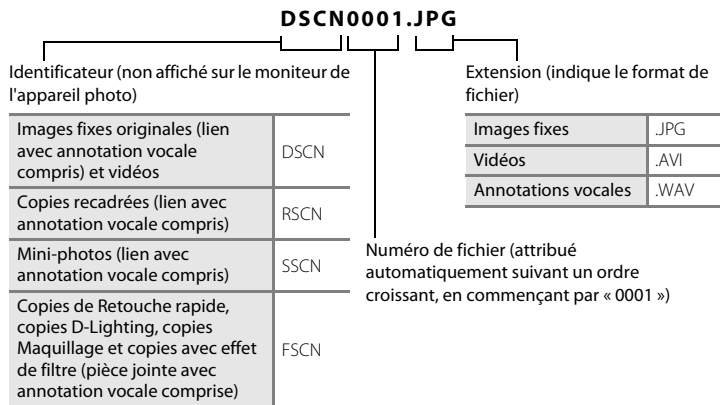 DSCN0001.JPG
Identificateur (non affiché sur le moniteur de
l'appareil photo)
Images fixes originales (lien
avec annotation vocale
compris) et vidéos
DSCN
Copies recadrées (lien avec
annotation vocale compris)
RSCN
Mini-photos (lien avec
annotation vocale compris)
SSCN
Copies de Retouche rapide,
copies D-Lighting, copies
Maquillage et copies avec effet
de filtre (pièce jointe avec
annotation vocale comprise)
FSCN
Extension (indique le format de
fichier)
Images fixes
.JPG
Vidéos
.AVI
Annotations vocales
.WAV
Numéro de fichier (attribué
automatiquement suivant un ordre
croissant, en commençant par « 0001 »)